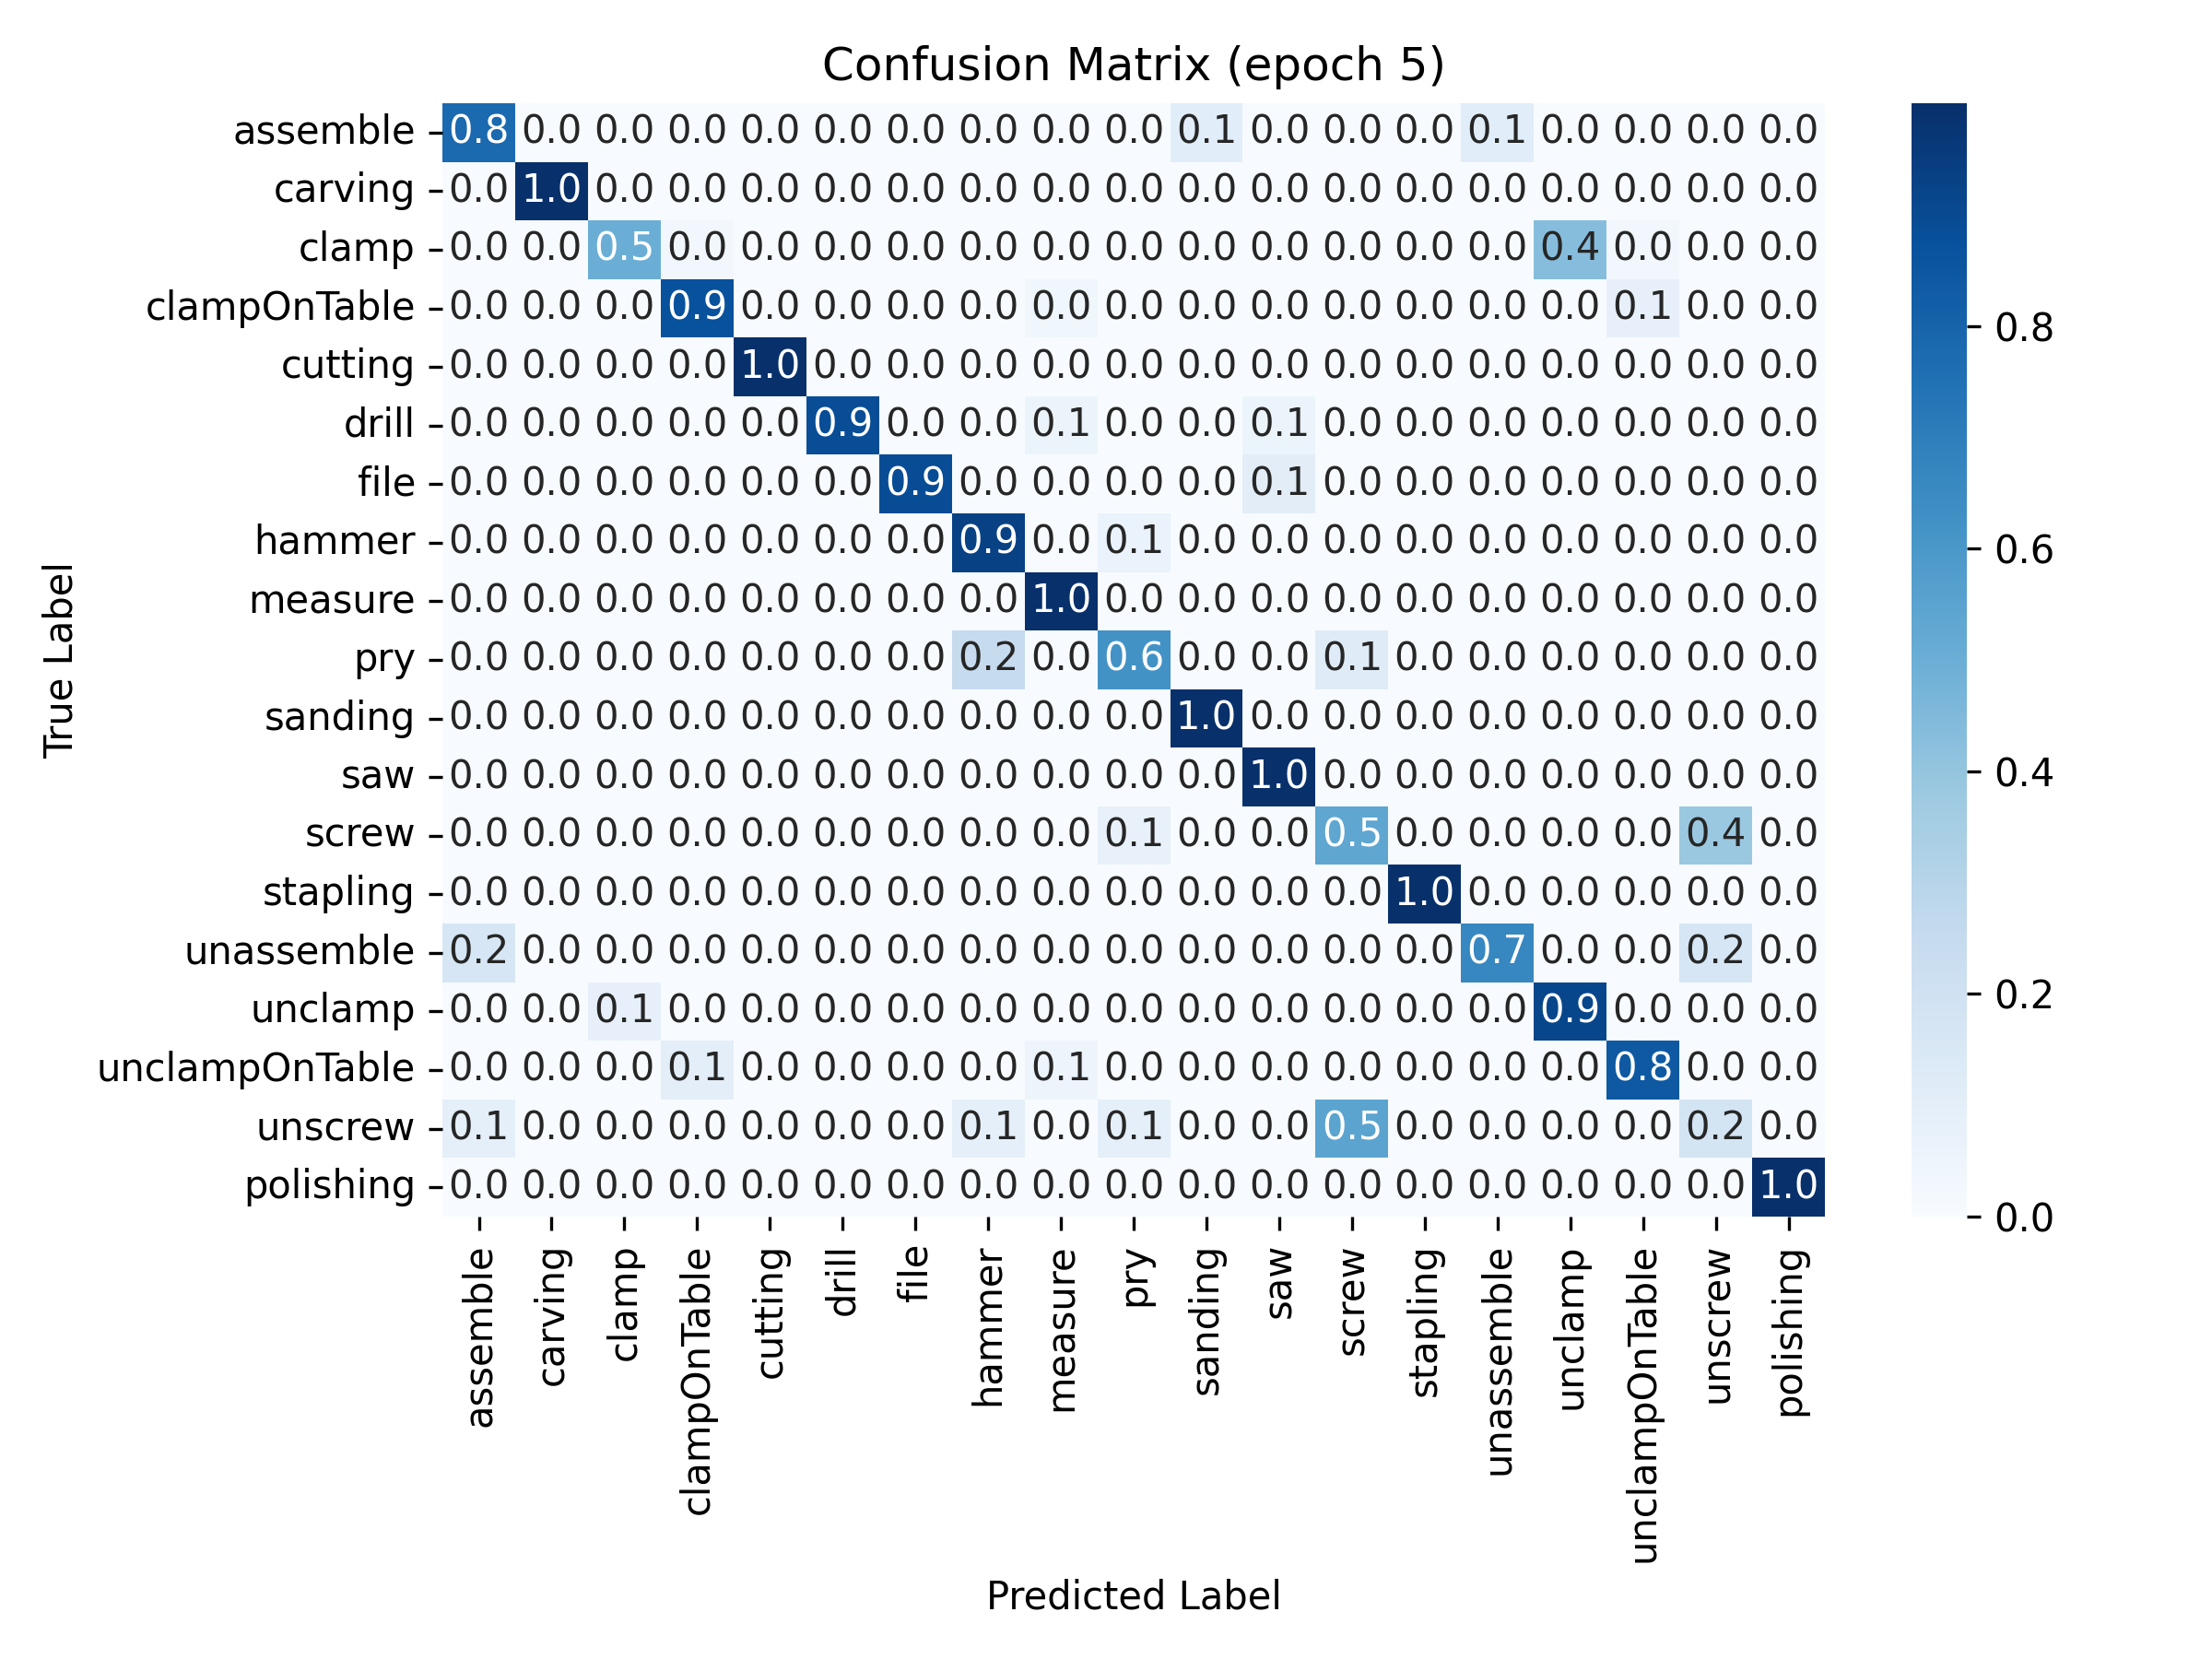 Confusion Matrix (epoch 5)
True Label
assemble 0.8 0.0 0.0 0.0 0.0 0.0 0.0 0.0 0.0 0.0 0.1 0.0 0.0 0.0 0.1 0.0 0.0 0.0 0.0
carving 0.0 1.0 0.0 0.0 0.0 0.0 0.0 0.0 0.0 0.0 0.0 0.0 0.0 0.0 0.0 0.0 0.0 0.0 0.0
clamp 0.0 0.0 0.5 0.0 0.0 0.0 0.0 0.0 0.0 0.0 0.0 0.0 0.0 0.0 0.0 0.4 0.0 0.0 0.0
clampOnTable 0.0 0.0 0.0 0.9 0.0 0.0 0.0 0.0 0.0 0.0 0.0 0.0 0.0 0.0 0.0 0.0 0.1 0.0 0.0
cutting 0.0 0.0 0.0 0.0 1.0 0.0 0.0 0.0 0.0 0.0 0.0 0.0 0.0 0.0 0.0 0.0 0.0 0.0 0.0
drill 0.0 0.0 0.0 0.0 0.0 0.9 0.0 0.0 0.1 0.0 0.0 0.1 0.0 0.0 0.0 0.0 0.0 0.0 0.0
file 0.0 0.0 0.0 0.0 0.0 0.0 0.9 0.0 0.0 0.0 0.0 0.1 0.0 0.0 0.0 0.0 0.0 0.0 0.0
hammer 0.0 0.0 0.0 0.0 0.0 0.0 0.0 0.9 0.0 0.1 0.0 0.0 0.0 0.0 0.0 0.0 0.0 0.0 0.0
measure 0.0 0.0 0.0 0.0 0.0 0.0 0.0 0.0 1.0 0.0 0.0 0.0 0.0 0.0 0.0 0.0 0.0 0.0 0.0
pry 0.0 0.0 0.0 0.0 0.0 0.0 0.0 0.2 0.0 0.6 0.0 0.0 0.1 0.0 0.0 0.0 0.0 0.0 0.0
sanding 0.0 0.0 0.0 0.0 0.0 0.0 0.0 0.0 0.0 0.0 1.0 0.0 0.0 0.0 0.0 0.0 0.0 0.0 0.0
saw 0.0 0.0 0.0 0.0 0.0 0.0 0.0 0.0 0.0 0.0 0.0 1.0 0.0 0.0 0.0 0.0 0.0 0.0 0.0
screw 0.0 0.0 0.0 0.0 0.0 0.0 0.0 0.0 0.0 0.1 0.0 0.0 0.5 0.0 0.0 0.0 0.0 0.4 0.0
stapling 0.0 0.0 0.0 0.0 0.0 0.0 0.0 0.0 0.0 0.0 0.0 0.0 0.0 1.0 0.0 0.0 0.0 0.0 0.0
unassemble 0.2 0.0 0.0 0.0 0.0 0.0 0.0 0.0 0.0 0.0 0.0 0.0 0.0 0.0 0.7 0.0 0.0 0.2 0.0
unclamp 0.0 0.0 0.1 0.0 0.0 0.0 0.0 0.0 0.0 0.0 0.0 0.0 0.0 0.0 0.0 0.9 0.0 0.0 0.0
unclampOnTable 0.0 0.0 0.0 0.1 0.0 0.0 0.0 0.0 0.1 0.0 0.0 0.0 0.0 0.0 0.0 0.0 0.8 0.0 0.0
unscrew 0.1 0.0 0.0 0.0 0.0 0.0 0.0 0.1 0.0 0.1 0.0 0.0 0.5 0.0 0.0 0.0 0.0 0.2 0.0
polishing 0.0 0.0 0.0 0.0 0.0 0.0 0.0 0.0 0.0 0.0 0.0 0.0 0.0 0.0 0.0 0.0 0.0 0.0 1.0
assemble carving clamp clampOnTable cutting drill file hammer measure pry sanding saw screw stapling unassemble unclamp unclampOnTable unscrew polishing
Predicted Label
0.8
0.6
0.4
0.2
0.0